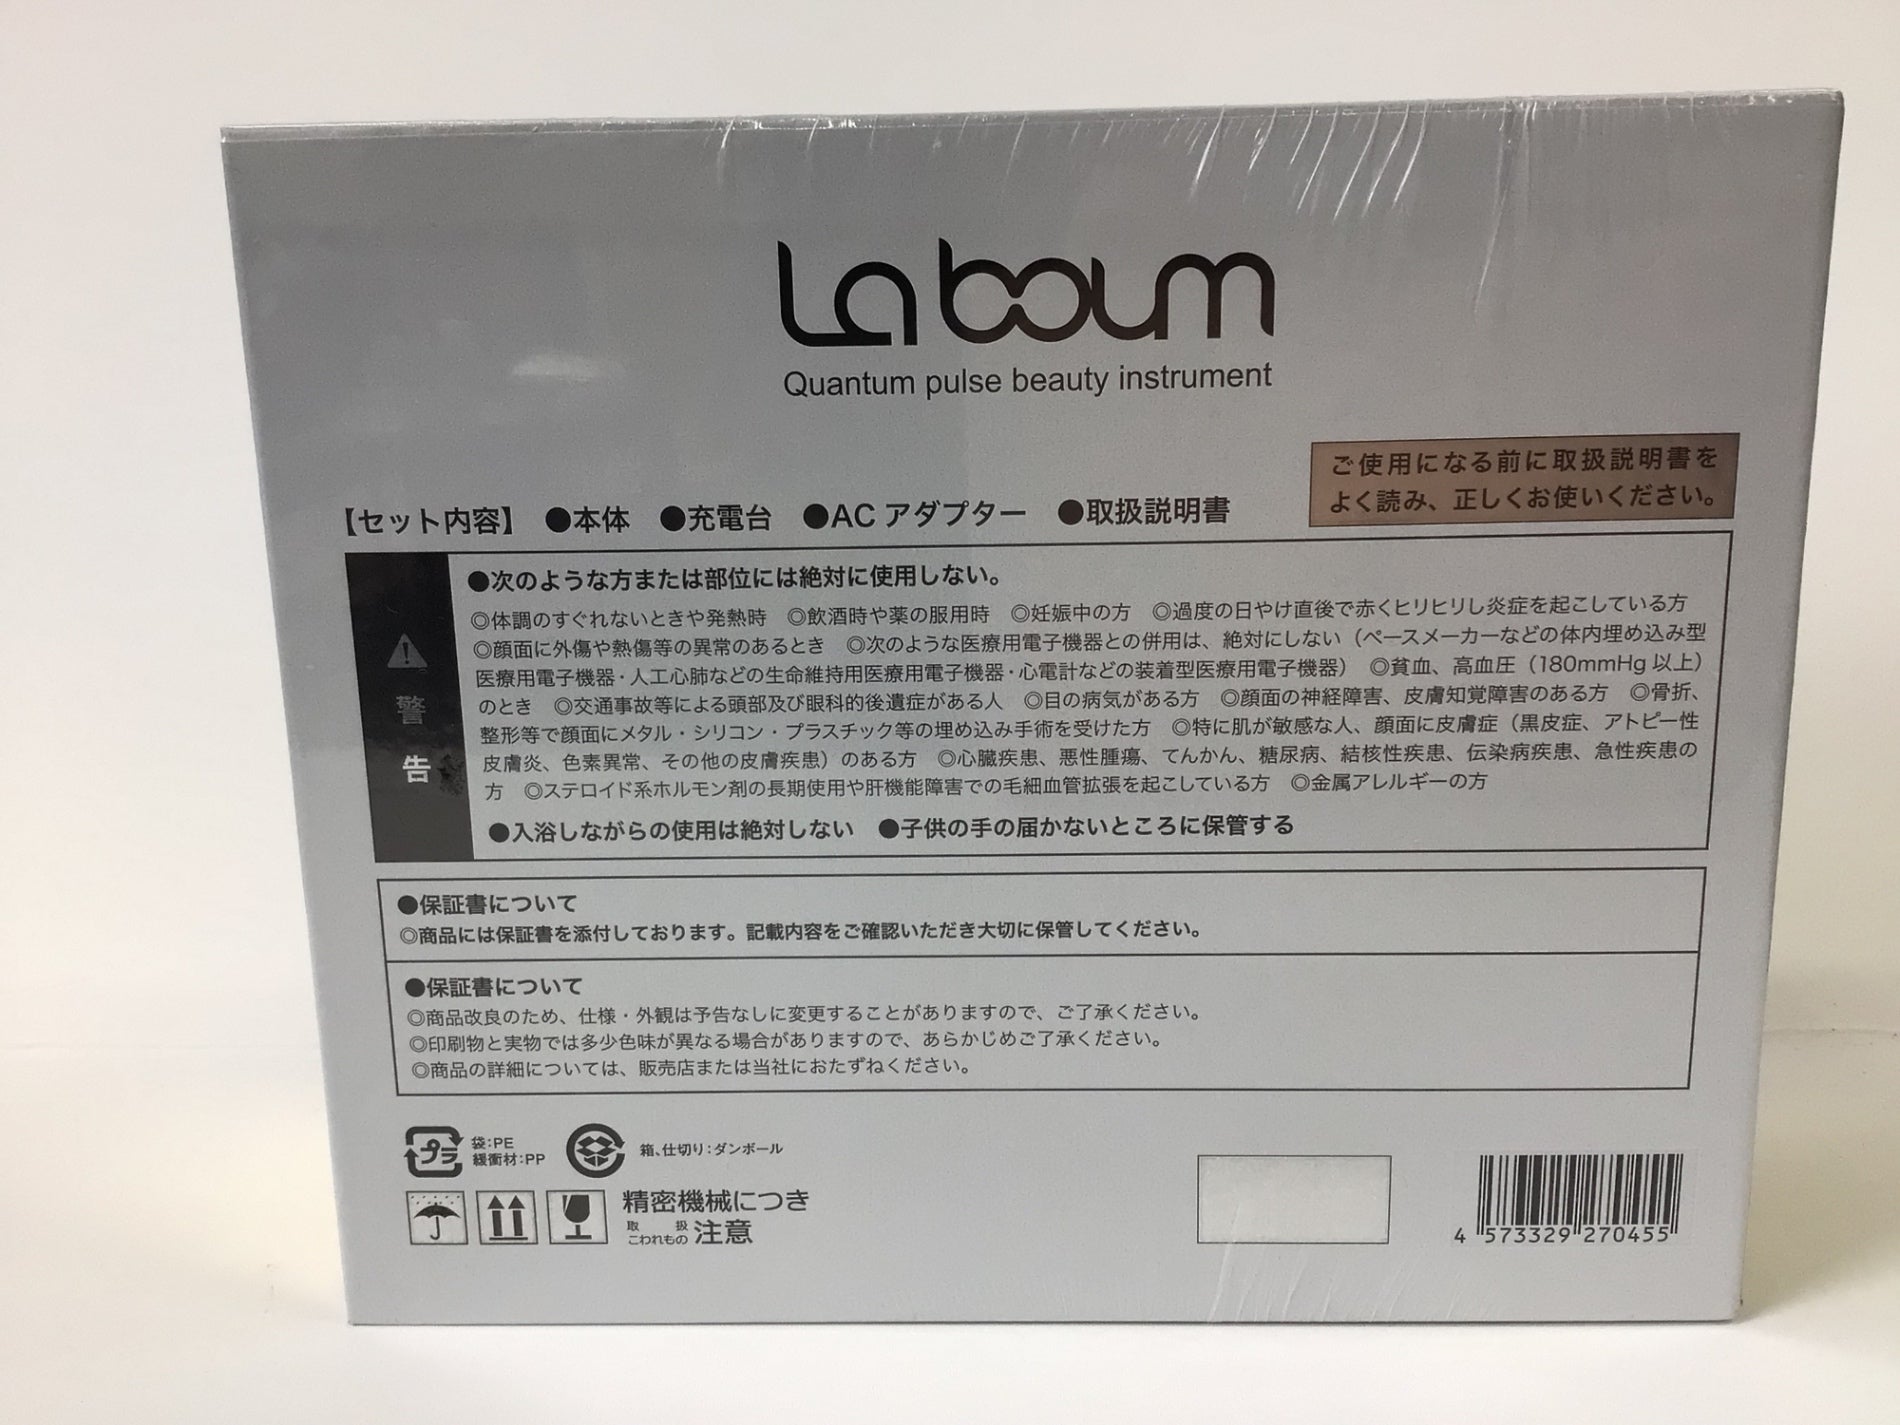 La boum
Quantum pulse beauty instrument
ご使用になる前に取扱説明書を
よく読み、正しくお使いください。
【セット内容】 ●本体 ●充電台 ●AC アダプター ●取扱説明書
警告
●次のような方または部位には絶対に使用しない。
◎体調のすぐれないときや発熱時 ◎飲酒時や薬の服用時 ◎妊娠中の方 ◎過度の日やけ直後で赤くヒリヒリし炎症を起こしている方
◎顔面に外傷や熱傷等の異常のあるとき ◎次のような医療用電子機器との併用は、絶対にしない（ペースメーカーなどの体内埋め込み型
医療用電子機器・人工心肺などの生命維持用医療用電子機器・心電計などの装着型医療用電子機器） ◎貧血、高血圧（180mmHg 以上）
のとき ◎交通事故等による頭部及び眼科的後遺症がある人 ◎目の病気がある方 ◎顔面の神経障害、皮膚知覚障害のある方 ◎骨折、
整形等で顔面にメタル・シリコン・プラスチック等の埋め込み手術を受けた方 ◎特に肌が敏感な人、顔面に皮膚症（黒皮症、アトピー性
皮膚炎、色素異常、その他の皮膚疾患）のある方 ◎心臓疾患、悪性腫瘍、てんかん、糖尿病、結核性疾患、伝染病疾患、急性疾患の
方 ◎ステロイド系ホルモン剤の長期使用や肝機能障害での毛細血管拡張を起こしている方 ◎金属アレルギーの方
●入浴しながらの使用は絶対しない ●子供の手の届かないところに保管する
●保証書について
◎商品には保証書を添付しております。記載内容をご確認いただき大切に保管してください。
●保証書について
◎商品改良のため、仕様・外観は予告なしに変更することがありますので、ご了承ください。
◎印刷物と実物では多少色味が異なる場合がありますので、あらかじめご了承ください。
◎商品の詳細については、販売店または当社におたずねください。
プラ
袋：PE
緩衝材：PP
箱、仕切り：ダンボール
精密機械につき
取扱注意
こわれもの
4 573329 270455